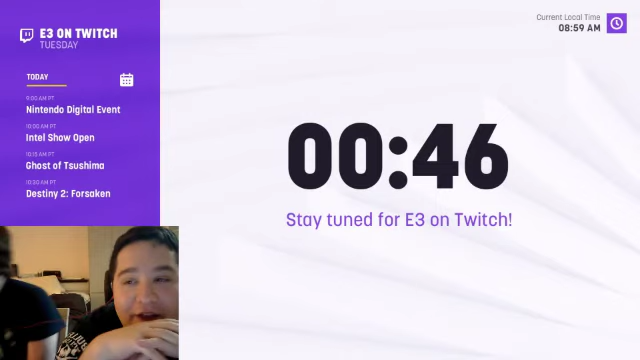 E3 ON TWITCH
TUESDAY
TODAY
9:00 AM PT
Nintendo Digital Event
10:00 AM PT
Intel Show Open
10:15 AM PT
Ghost of Tsushima
10:30 AM PT
Destiny 2: Forsaken
Current Local Time
08:59 AM
00:46
Stay tuned for E3 on Twitch!